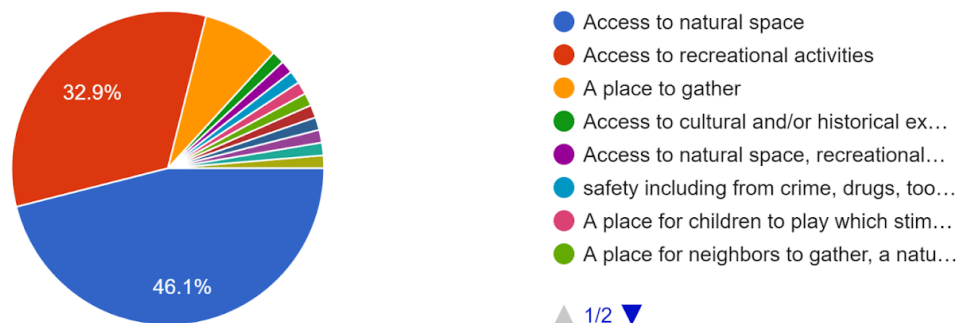 32.9%
46.1%
Access to natural space
Access to recreational activities
A place to gather
Access to cultural and/or historical ex…
Access to natural space, recreational…
safety including from crime, drugs, too…
A place for children to play which stim…
A place for neighbors to gather, a natu…
1/2